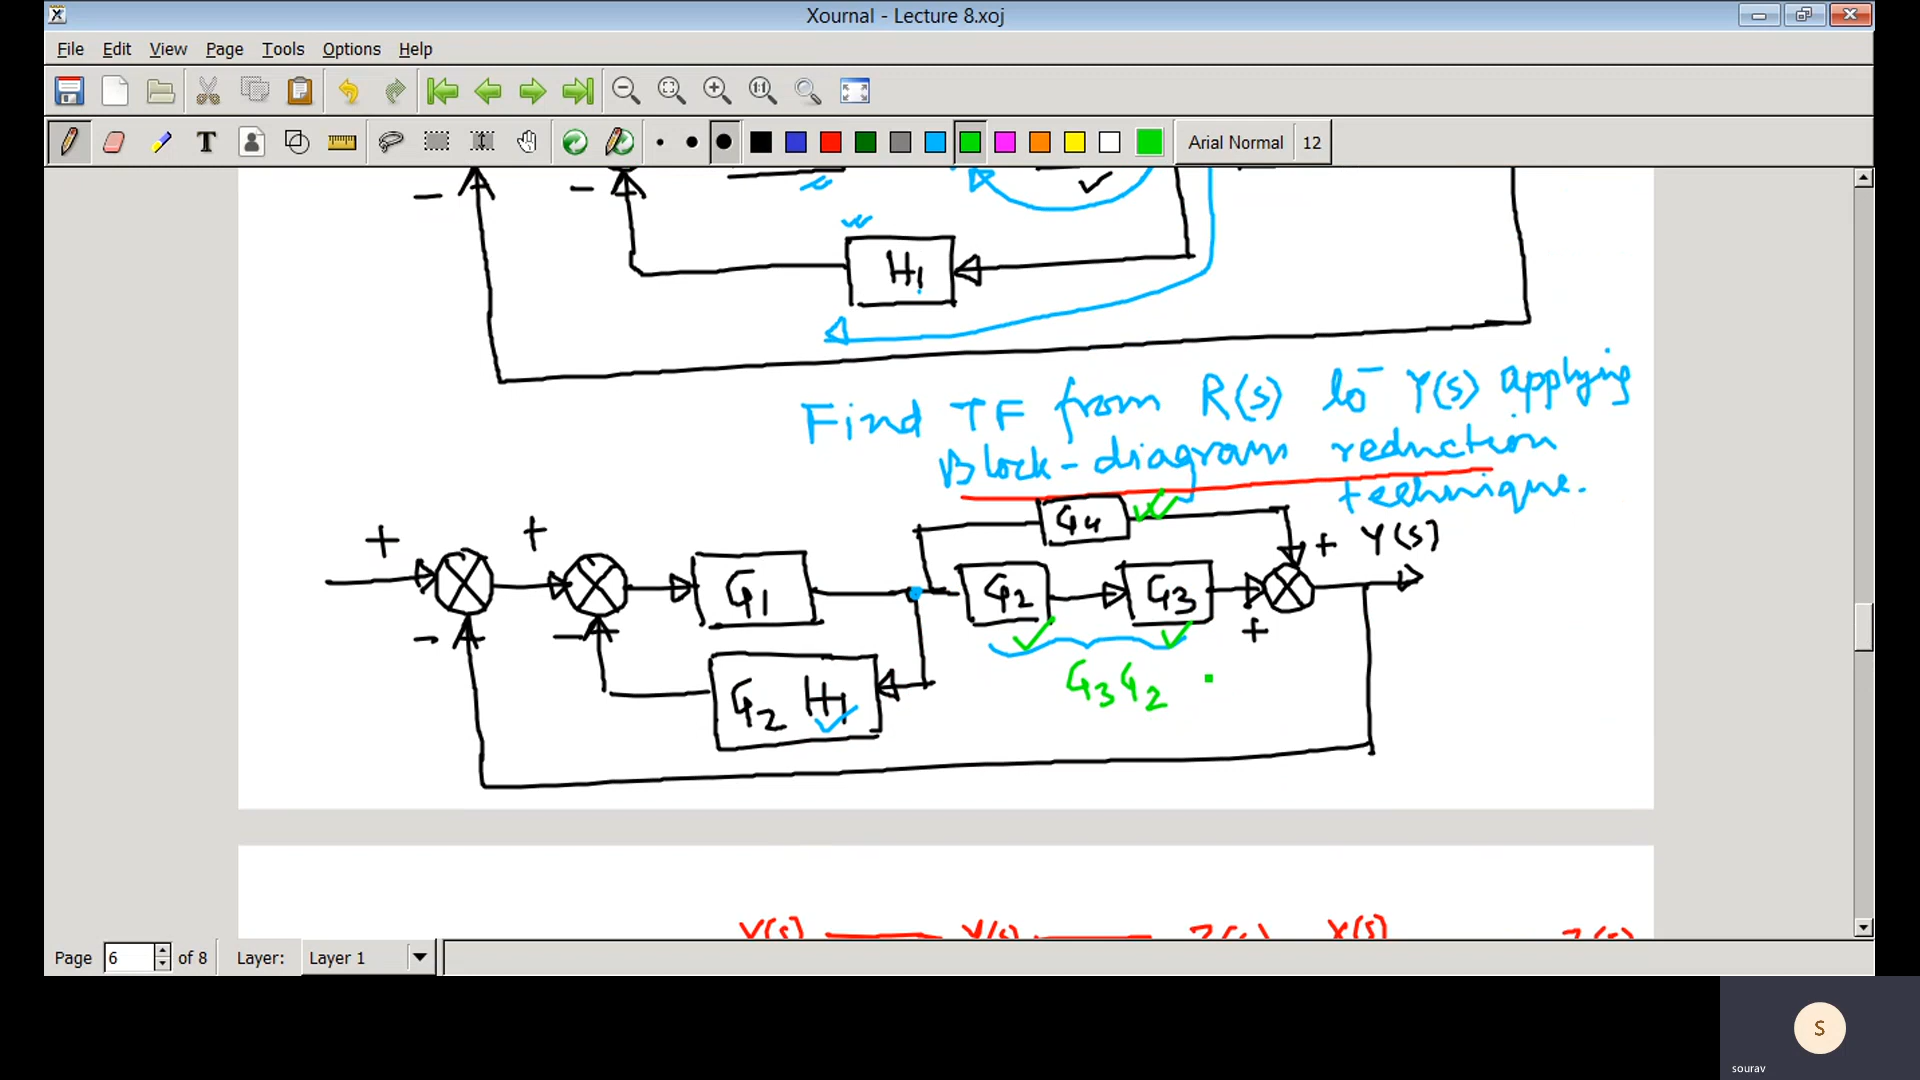 Xournal - Lecture 8.xoj
File Edit View Page Tools Options Help
Arial Normal 12
− −
H1
Find TF from R(s) to Y(s) applying
Block-diagram reduction
technique.
G4
+ + + Y(s)
G1 G2 G3
− − +
G2 H1 G3G2
Y(s) Y(s) Z(s) X(s) Z(s)
Page 6 of 8 Layer: Layer 1
S
sourav